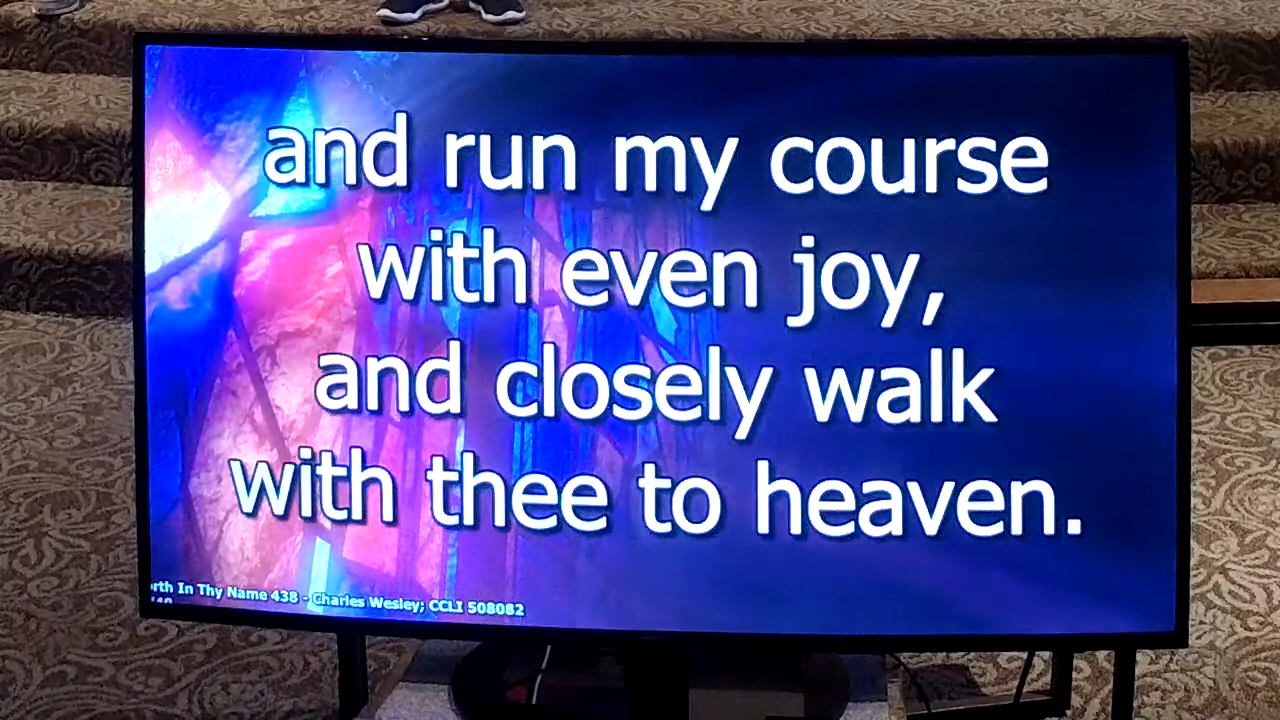 and run my course
with even joy,
and closely walk
with thee to heaven.
rth In Thy Name 438 - Charles Wesley; CCLI 508082